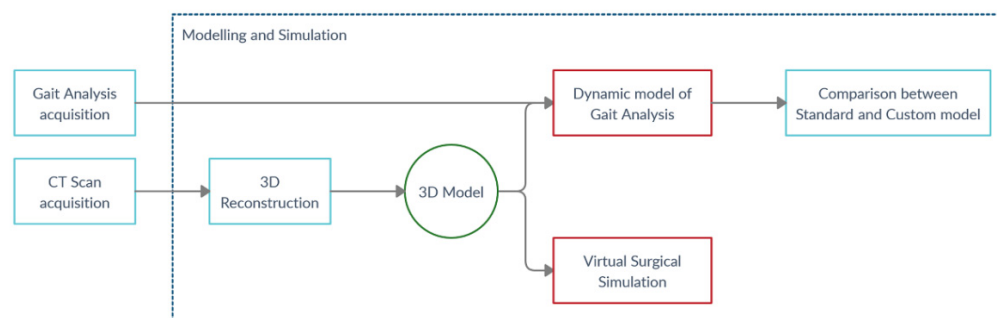 Modelling and Simulation
Gait Analysis
acquisition
Dynamic model of
Gait Analysis
Comparison between
Standard and Custom model
CT Scan
acquisition
3D
Reconstruction
3D Model
Virtual Surgical
Simulation